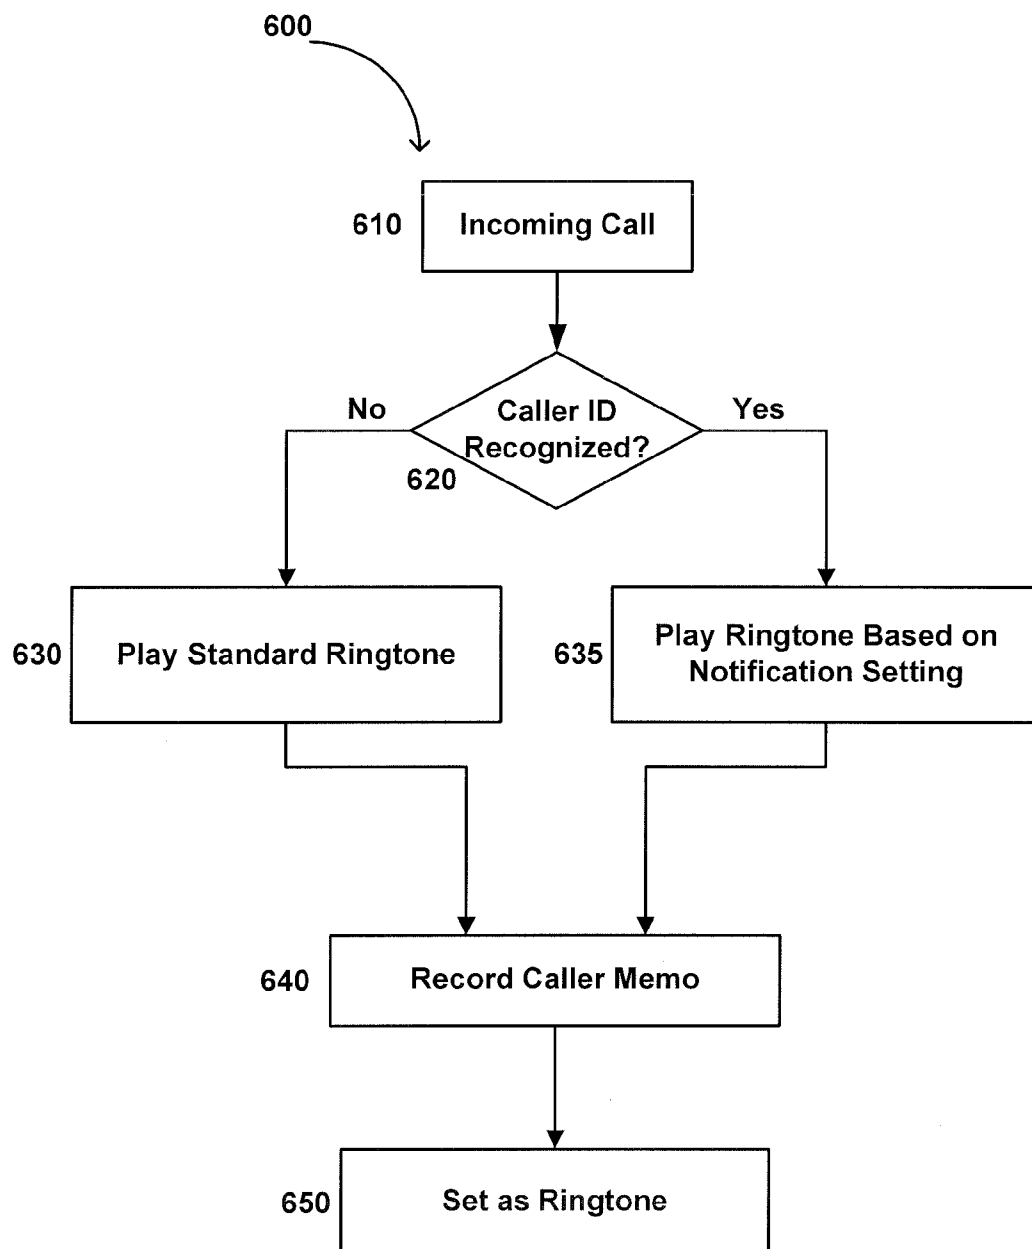 600
610
Incoming Call
No
Caller ID
Recognized?
Yes
620
630
Play Standard Ringtone
635
Play Ringtone Based on
Notification Setting
640
Record Caller Memo
650
Set as Ringtone